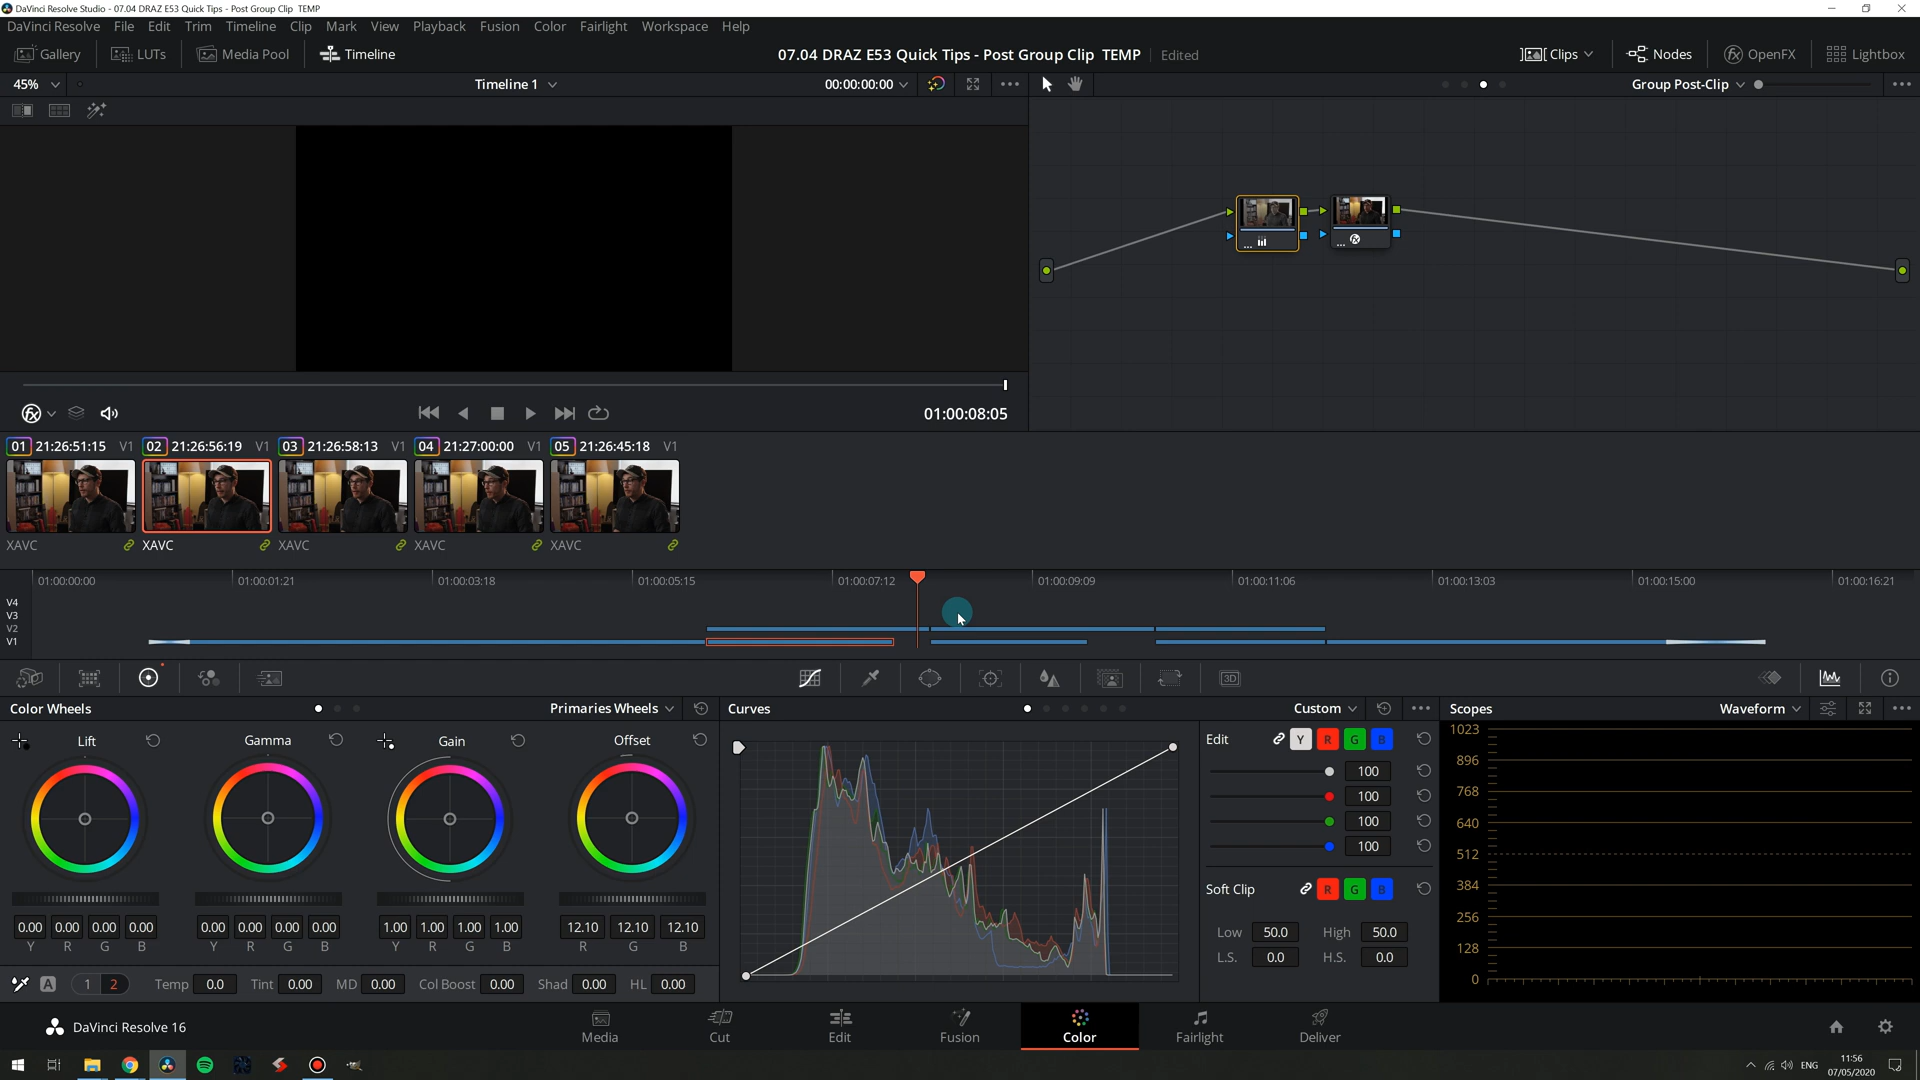 DaVinci Resolve Studio - 07.04 DRAZ E53 Quick Tips - Post Group Clip  TEMP
DaVinci Resolve File Edit Trim Timeline Clip Mark View Playback Fusion Color Fairlight Workspace Help
Gallery LUTs Media Pool Timeline 07.04 DRAZ E53 Quick Tips - Post Group Clip  TEMP Edited Clips Nodes OpenFX Lightbox
45% Timeline 1 00:00:00:00 Group Post-Clip
01:00:08:05
01 21:26:51:15 V1 02 21:26:56:19 V1 03 21:26:58:13 V1 04 21:27:00:00 V1 05 21:26:45:18 V1
XAVC XAVC XAVC XAVC XAVC
01:00:00:00 01:00:01:21 01:00:03:18 01:00:05:15 01:00:07:12 01:00:09:09 01:00:11:06 01:00:13:03 01:00:15:00 01:00:16:21
V4
V3
V2
V1
3D
Color Wheels Primaries Wheels Curves Custom Scopes Waveform
Lift Gamma Gain Offset Edit Y R G B
1023
896
768
640
512
384
256
128
0
100
100
100
100
Soft Clip R G B
Low 50.0 High 50.0
L.S. 0.0 H.S. 0.0
0.00 0.00 0.00 0.00 0.00 0.00 0.00 0.00 1.00 1.00 1.00 1.00 12.10 12.10 12.10
Y R G B Y R G B Y R G B R G B
A 1 2 Temp 0.0 Tint 0.00 MD 0.00 Col Boost 0.00 Shad 0.00 HL 0.00
DaVinci Resolve 16 Media Cut Edit Fusion Color Fairlight Deliver
ENG 11:56
07/05/2020